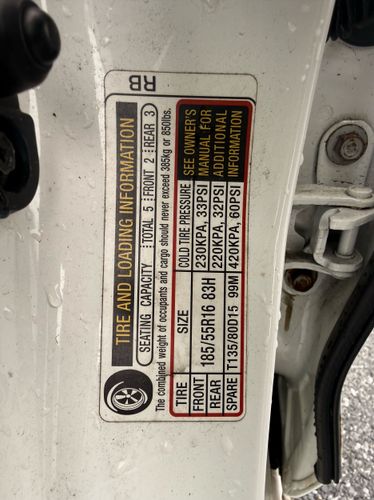 RB
TIRE AND LOADING INFORMATION
SEATING CAPACITY TOTAL 5 FRONT 2 REAR 3
The combined weight of occupants and cargo should never exceed 385kg or 850lbs.
TIRE SIZE COLD TIRE PRESSURE
FRONT 185/55R16 83H 230KPA, 33PSI
REAR 220KPA, 32PSI
SPARE T135/80D15 99M 420KPA, 60PSI
SEE OWNER'S
MANUAL FOR
ADDITIONAL
INFORMATION